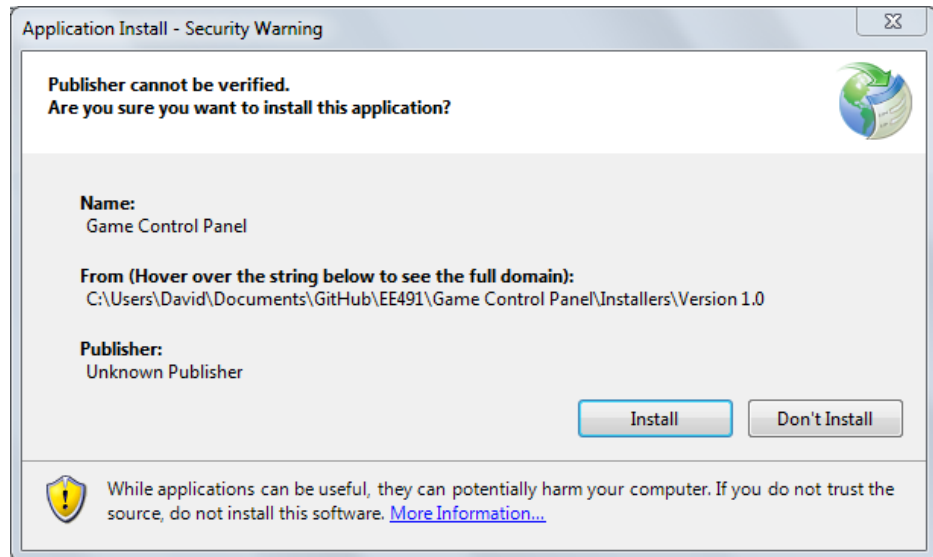 Application Install - Security Warning
Publisher cannot be verified.
Are you sure you want to install this application?
Name:
Game Control Panel
From (Hover over the string below to see the full domain):
C:\Users\David\Documents\GitHub\EE491\Game Control Panel\Installers\Version 1.0
Publisher:
Unknown Publisher
Install
Don't Install
While applications can be useful, they can potentially harm your computer. If you do not trust the
source, do not install this software. More Information...